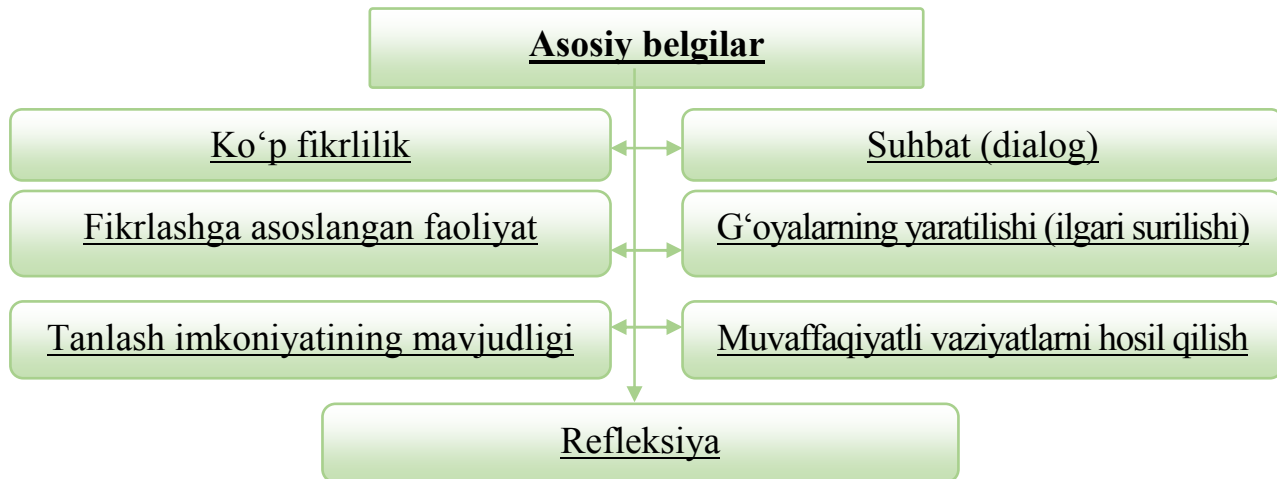 Asosiy belgilar
Ko‘p fikrlilik
Suhbat (dialog)
Fikrlashga asoslangan faoliyat
G‘oyalarning yaratilishi (ilgari surilishi)
Tanlash imkoniyatining mavjudligi
Muvaffaqiyatli vaziyatlarni hosil qilish
Refleksiya